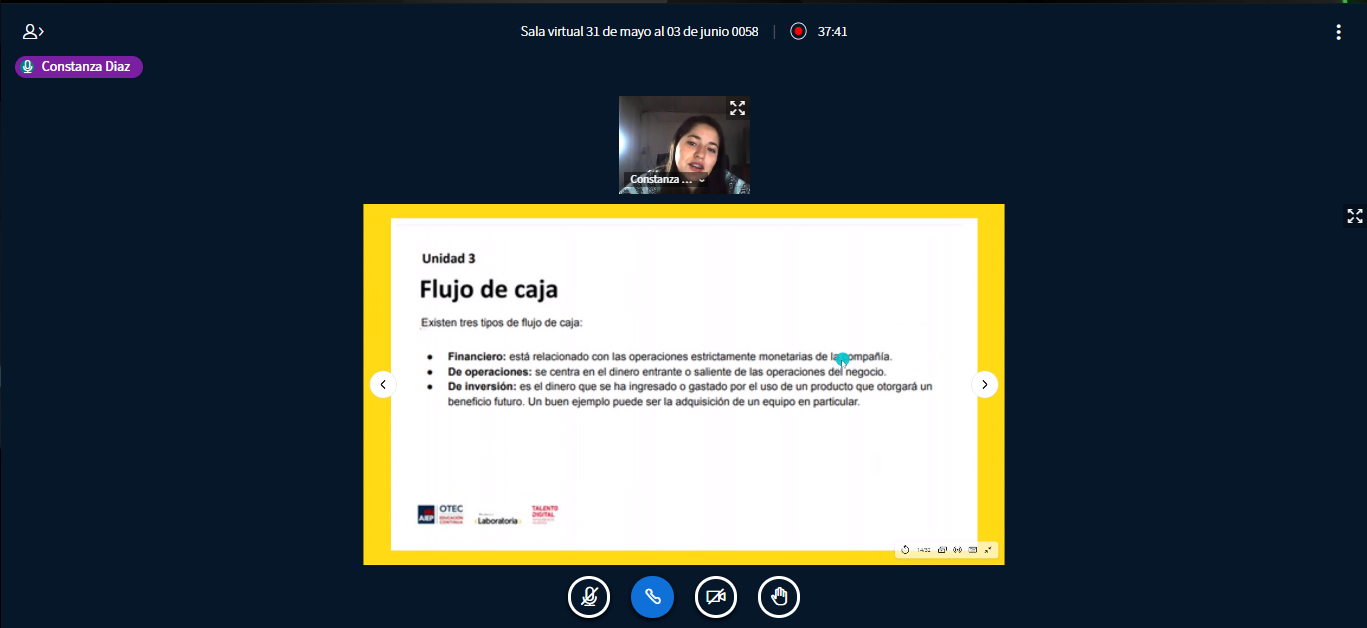 Sala virtual 31 de mayo al 03 de junio 0058 | 37:41
Constanza Diaz
Constanza ...
Unidad 3
Flujo de caja
Existen tres tipos de flujo de caja:
• Financiero: está relacionado con las operaciones estrictamente monetarias de la compañía.
• De operaciones: se centra en el dinero entrante o saliente de las operaciones del negocio.
• De inversión: es el dinero que se ha ingresado o gastado por el uso de un producto que otorgará un
beneficio futuro. Un buen ejemplo puede ser la adquisición de un equipo en particular.
AIEP
OTEC
EDUCACIÓN
CONTINUA
Laboratoria
TALENTO
DIGITAL
14/32